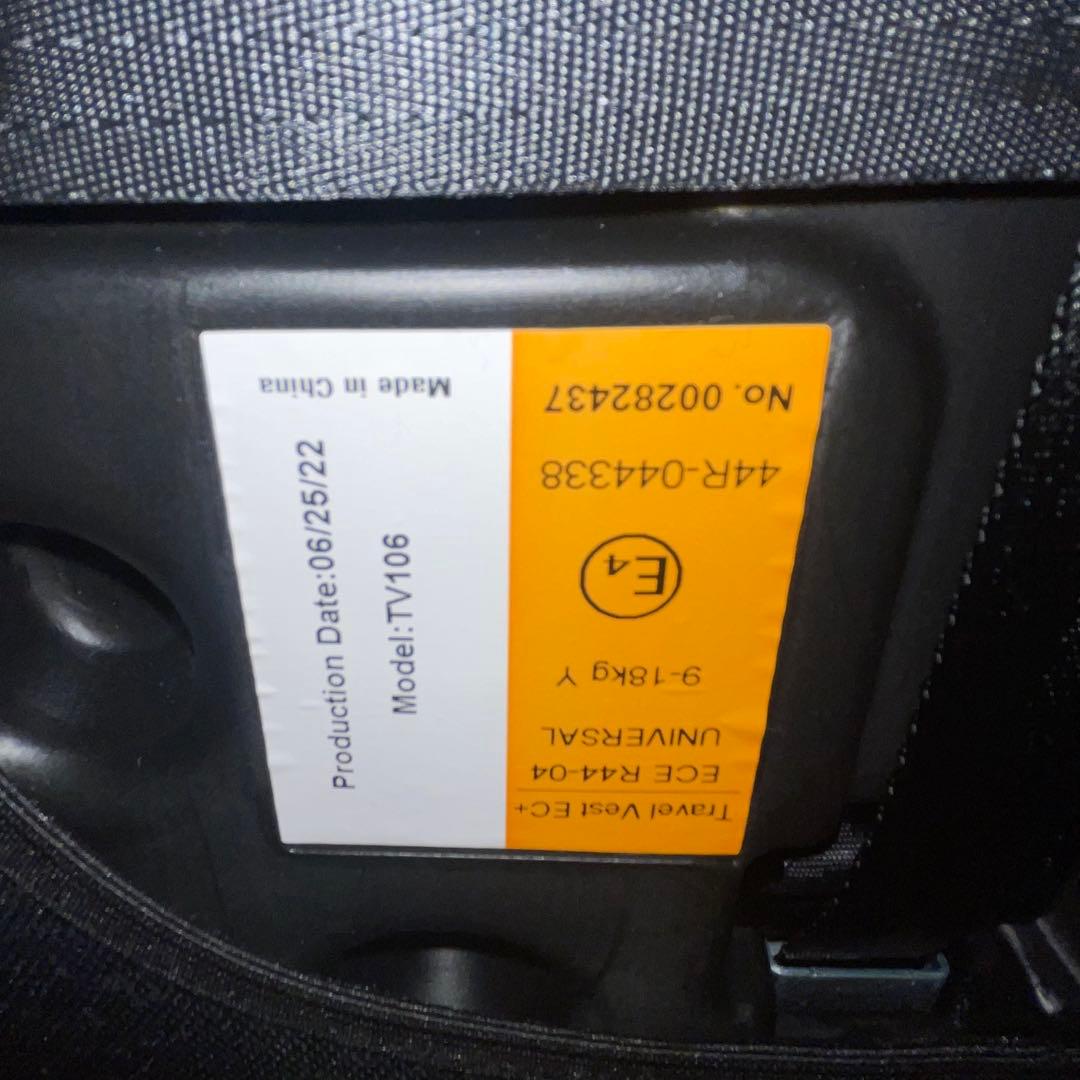 Travel Vest EC+
ECE R44-04
UNIVERSAL
9-18kg Y
E4
44R-044338
No. 00282437
Model:TV106
Production Date:06/25/22
Made in China